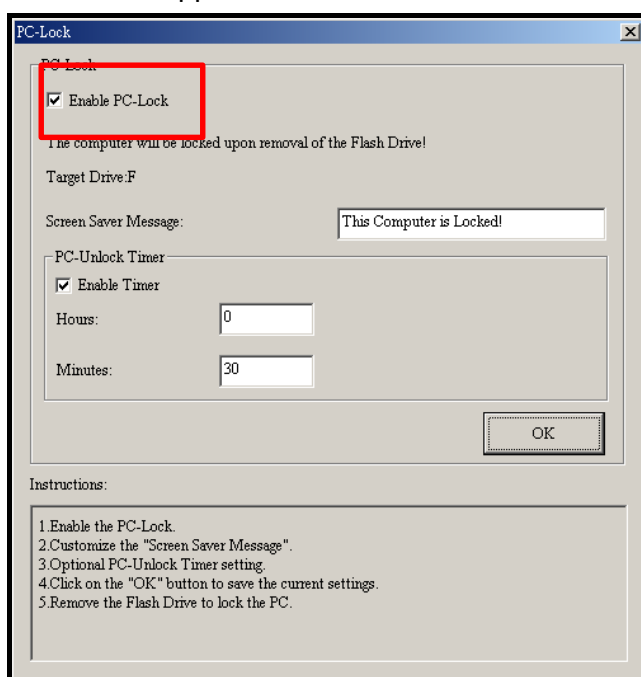 PC-Lock
PC-Lock
Enable PC-Lock
The computer will be locked upon removal of the Flash Drive!
Target Drive:F
Screen Saver Message:
This Computer is Locked!
PC-Unlock Timer
Enable Timer
Hours:
0
Minutes:
30
OK
Instructions:
1.Enable the PC-Lock.
2.Customize the "Screen Saver Message".
3.Optional PC-Unlock Timer setting.
4.Click on the "OK" button to save the current settings.
5.Remove the Flash Drive to lock the PC.